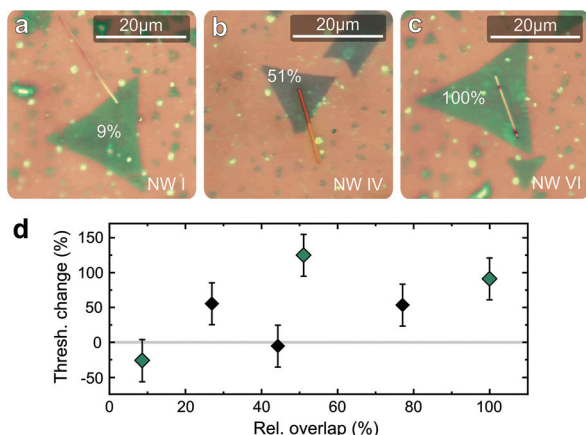 a
20μm
9%
NW I
b
20μm
51%
NW IV
c
20μm
100%
NW VI
d
Thresh. change (%)
150
100
50
0
-50
0
20
40
60
80
100
Rel. overlap (%)